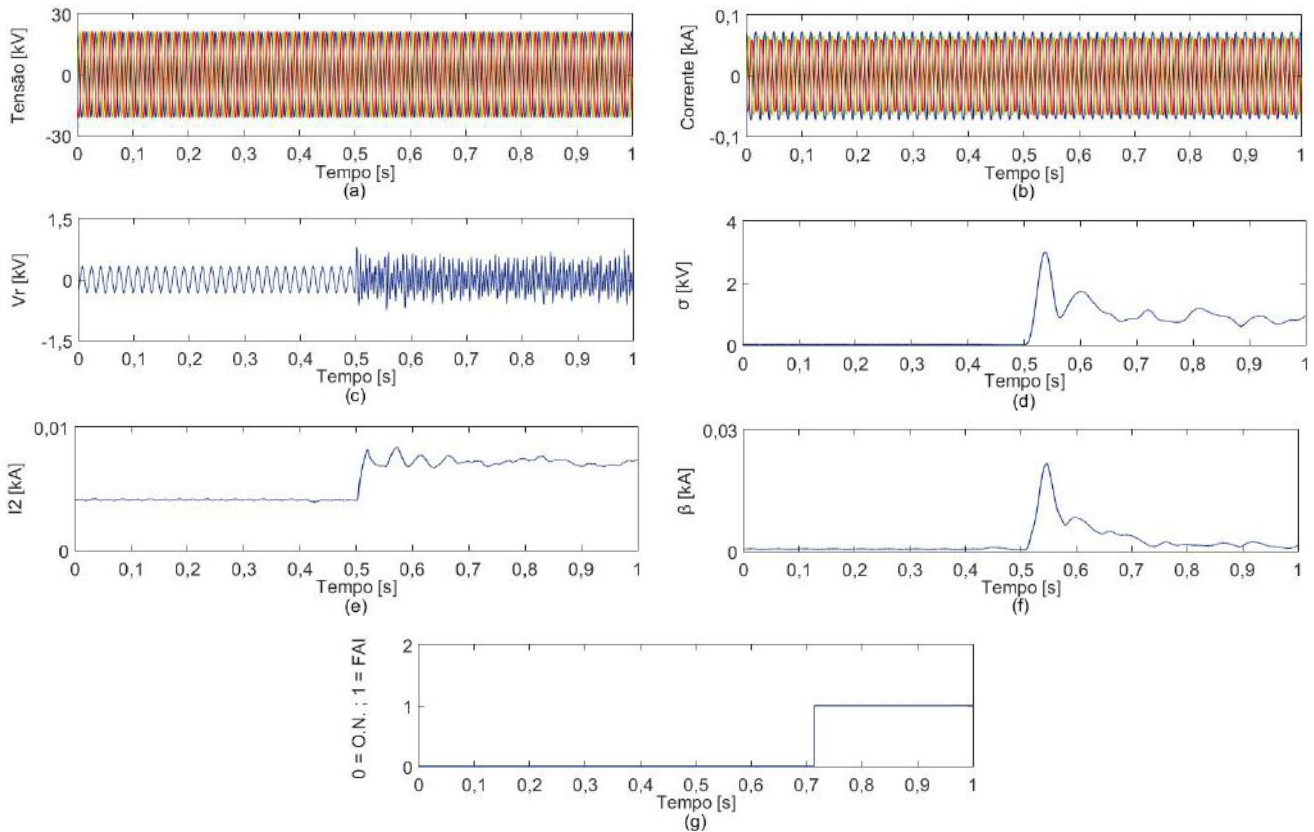 Tensão [kV]
30
0
-30
0 0,1 0,2 0,3 0,4 0,5 0,6 0,7 0,8 0,9 1
Tempo [s]
(a)
Corrente [kA]
0,1
0
-0,1
0 0,1 0,2 0,3 0,4 0,5 0,6 0,7 0,8 0,9 1
Tempo [s]
(b)
Vr [kV]
1.5
0
-1.5
0 0,1 0,2 0,3 0,4 0,5 0,6 0,7 0,8 0,9 1
Tempo [s]
(c)
σ [kV]
4
2
0
0 0,1 0,2 0,3 0,4 0,5 0,6 0,7 0,8 0,9 1
Tempo [s]
(d)
I2 [kA]
0,01
0
0 0,1 0,2 0,3 0,4 0,5 0,6 0,7 0,8 0,9 1
Tempo [s]
(e)
β [kA]
0,03
0
0 0,1 0,2 0,3 0,4 0,5 0,6 0,7 0,8 0,9 1
Tempo [s]
(f)
0 = O.N. ; 1 = FAI
2
1
0
0 0,1 0,2 0,3 0,4 0,5 0,6 0,7 0,8 0,9 1
Tempo [s]
(g)